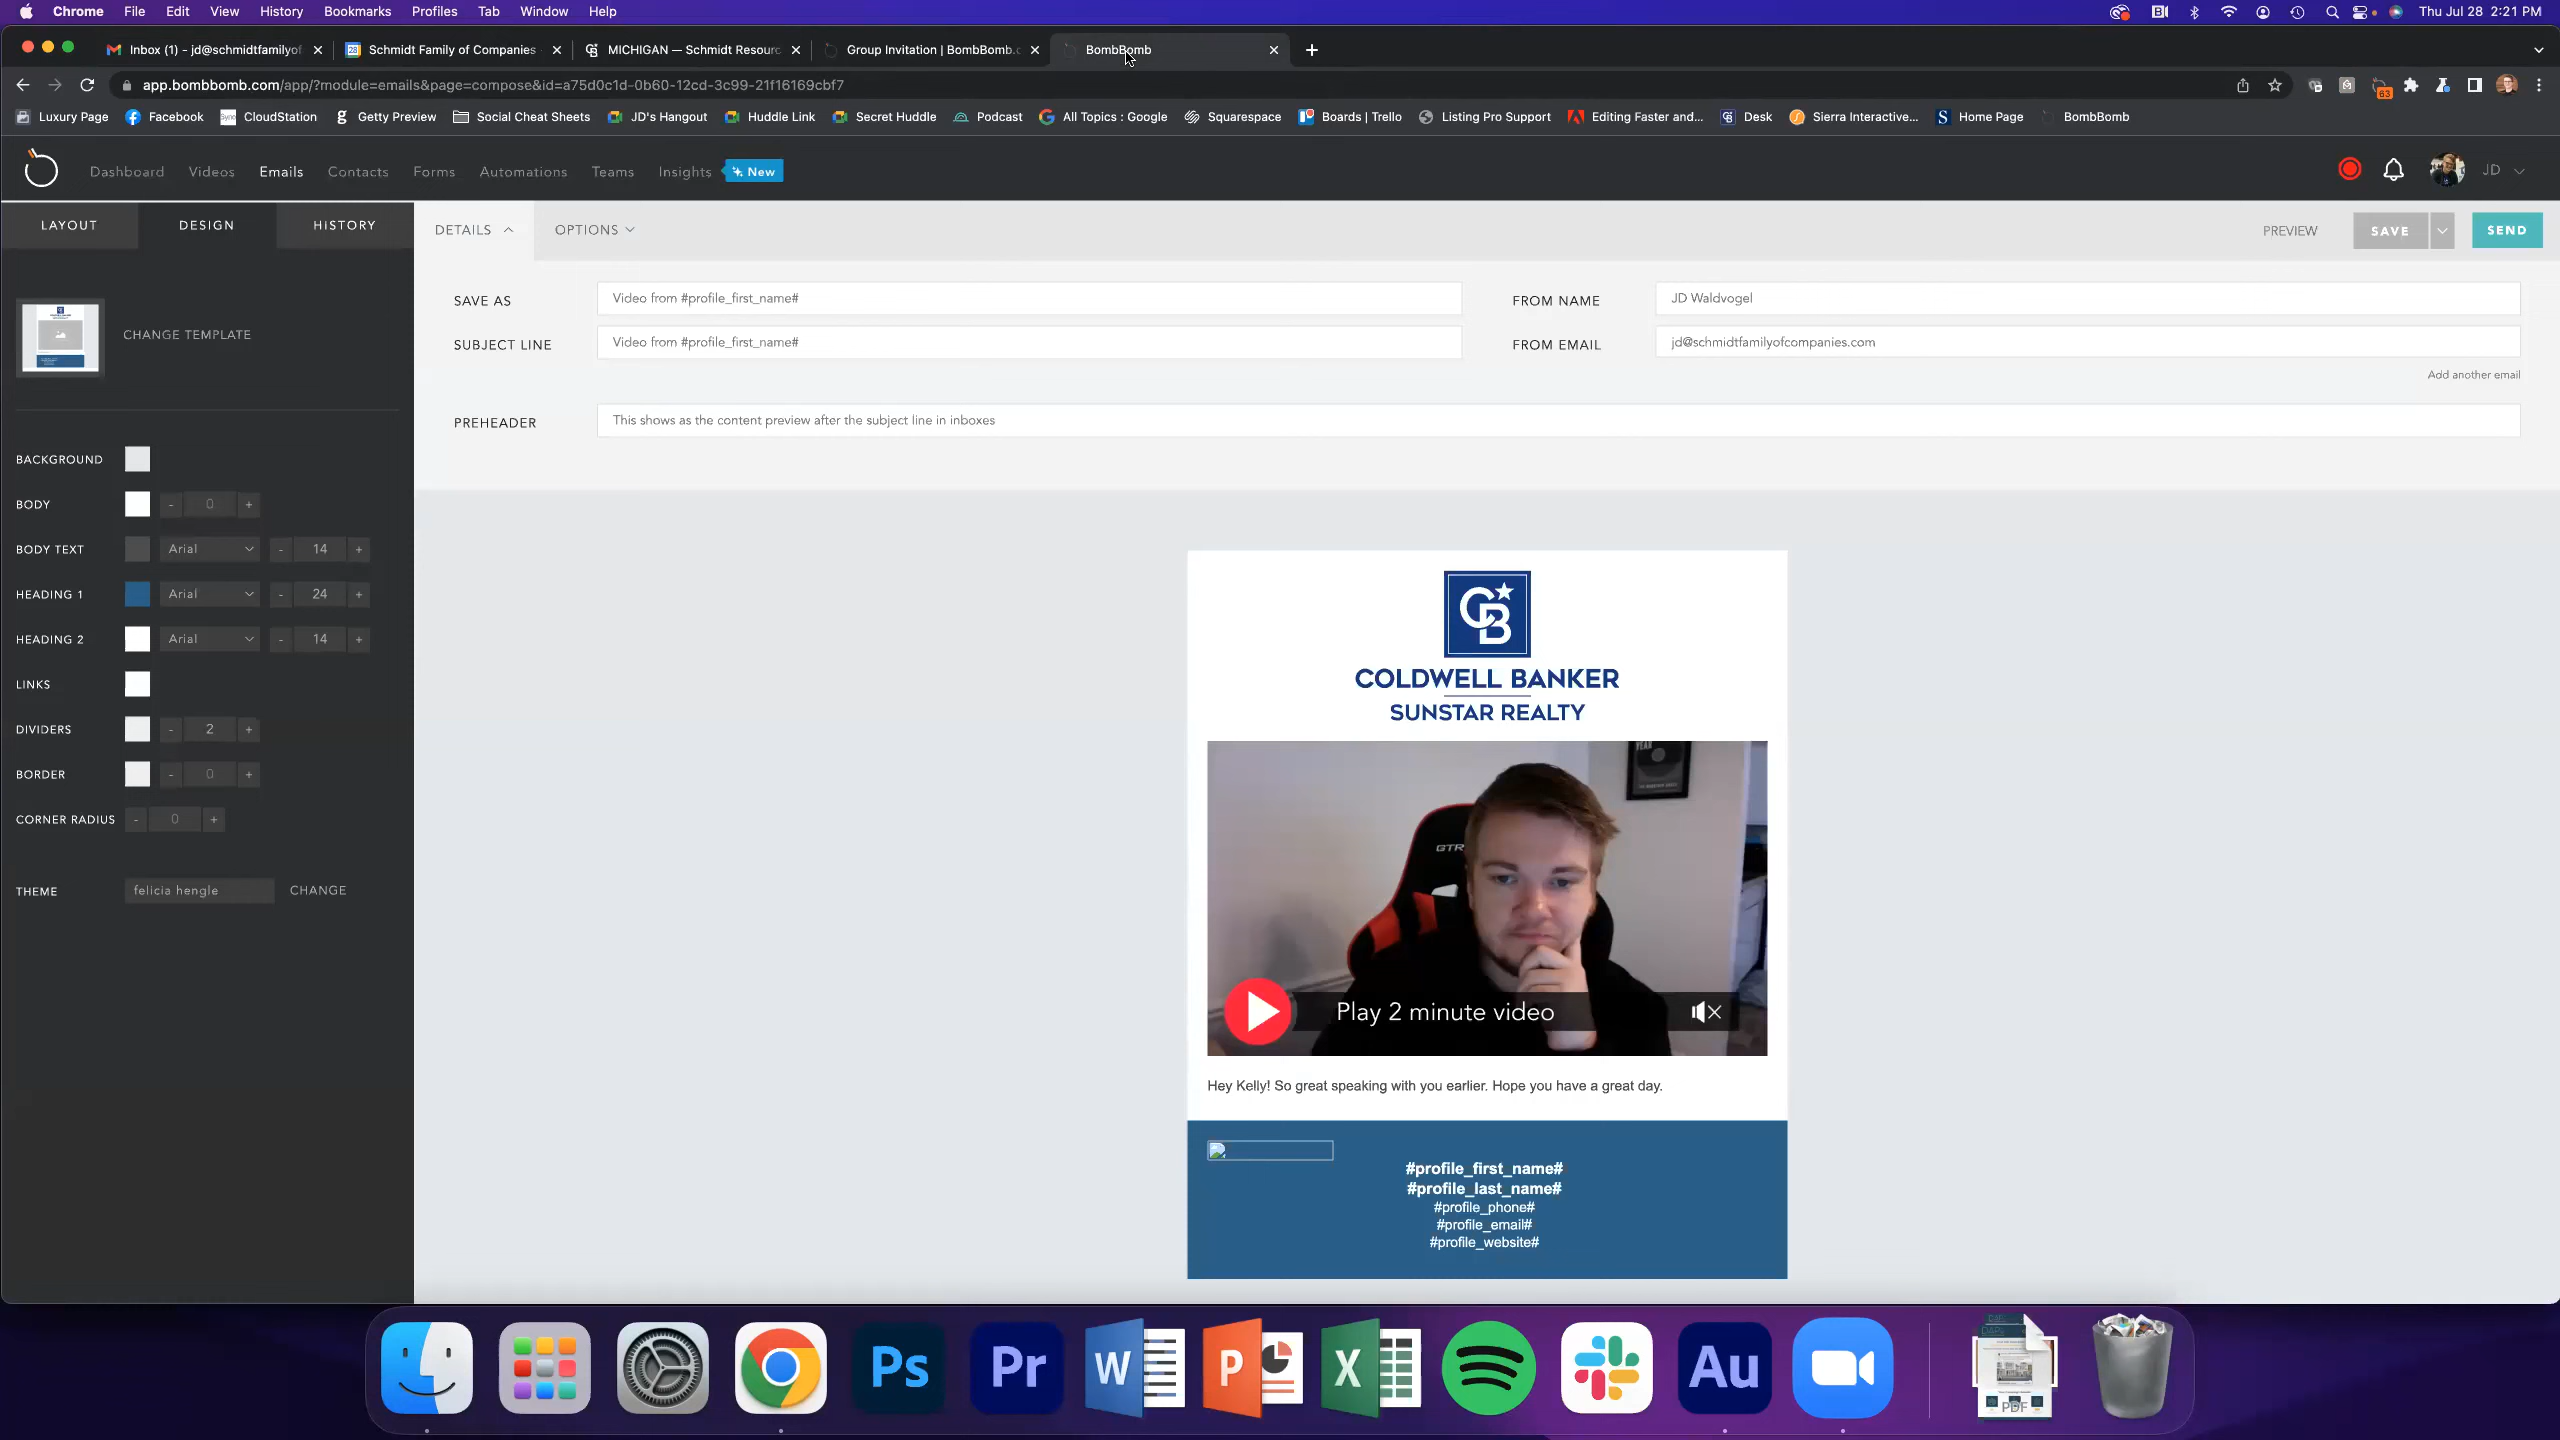 Chrome File Edit View History Bookmarks Profiles Tab Window Help Thu Jul 28 2:21 PM
Inbox (1) - jd@schmidtfamilyof Schmidt Family of Companies MICHIGAN — Schmidt Resourc Group Invitation | BombBomb.c BombBomb
app.bombbomb.com/app/?module=emails&page=compose&id=a75d0c1d-0b60-12cd-3c99-21f16169cbf7 63
Luxury Page Facebook CloudStation Getty Preview Social Cheat Sheets JD's Hangout Huddle Link Secret Huddle Podcast All Topics : Google Squarespace Boards | Trello Listing Pro Support Editing Faster and... Desk Sierra Interactive... Home Page BombBomb
Dashboard Videos Emails Contacts Forms Automations Teams Insights New JD
LAYOUT DESIGN HISTORY DETAILS OPTIONS PREVIEW SAVE SEND
SAVE AS Video from #profile_first_name# FROM NAME JD Waldvogel
SUBJECT LINE Video from #profile_first_name# FROM EMAIL jd@schmidtfamilyofcompanies.com
Add another email
PREHEADER This shows as the content preview after the subject line in inboxes
CHANGE TEMPLATE
BACKGROUND
BODY - 0 +
BODY TEXT Arial - 14 +
HEADING 1 Arial - 24 +
HEADING 2 Arial - 14 +
LINKS
DIVIDERS - 2 +
BORDER - 0 +
CORNER RADIUS - 0 +
THEME felicia hengle CHANGE
CB
COLDWELL BANKER
SUNSTAR REALTY
YEAR
GTR
Play 2 minute video
Hey Kelly! So great speaking with you earlier. Hope you have a great day.
#profile_first_name#
#profile_last_name#
#profile_phone#
#profile_email#
#profile_website#
Ps Pr W P X Au PDF